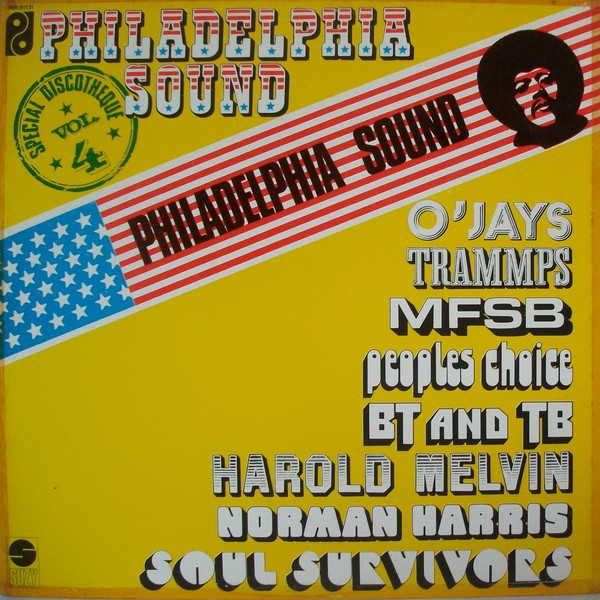 PHILADELPHIA
SOUND
SPECIAL DISCOTHEQUE
VOL.
4
PHILADELPHIA SOUND
O'JAYS
TRAMMPS
MFSB
peoples choice
BT AND TB
HAROLD MELVIN
NORMAN HARRIS
SOUL SURVIVORS
SUZY